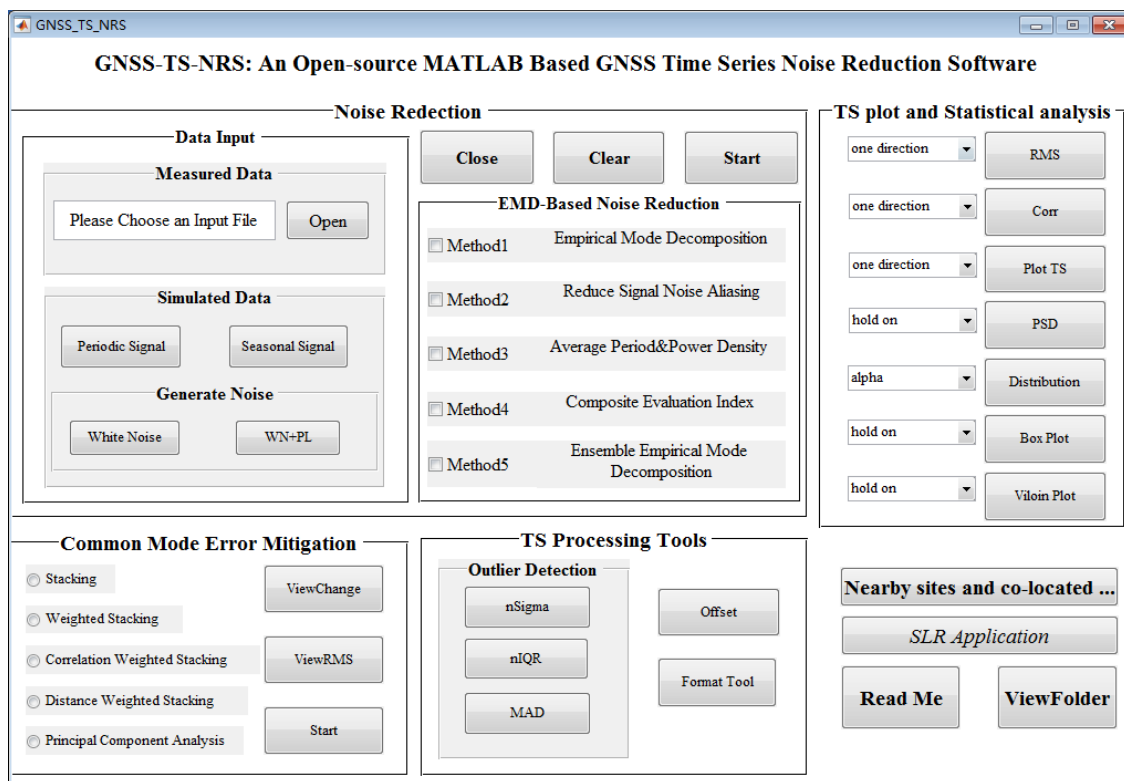 GNSS_TS_NRS
GNSS-TS-NRS: An Open-source MATLAB Based GNSS Time Series Noise Reduction Software
Noise Redection
Data Input
Measured Data
Please Choose an Input File
Open
Simulated Data
Periodic Signal
Seasonal Signal
Generate Noise
White Noise
WN+PL
Close
Clear
Start
EMD-Based Noise Reduction
Method1
Empirical Mode Decomposition
Method2
Reduce Signal Noise Aliasing
Method3
Average Period&Power Density
Method4
Composite Evaluation Index
Method5
Ensemble Empirical Mode
Decomposition
TS plot and Statistical analysis
one direction
RMS
one direction
Corr
one direction
Plot TS
hold on
PSD
alpha
Distribution
hold on
Box Plot
hold on
Viloin Plot
Common Mode Error Mitigation
Stacking
Weighted Stacking
Correlation Weighted Stacking
Distance Weighted Stacking
Principal Component Analysis
ViewChange
ViewRMS
Start
TS Processing Tools
Outlier Detection
nSigma
nIQR
MAD
Offset
Format Tool
Nearby sites and co-located ...
SLR Application
Read Me
ViewFolder